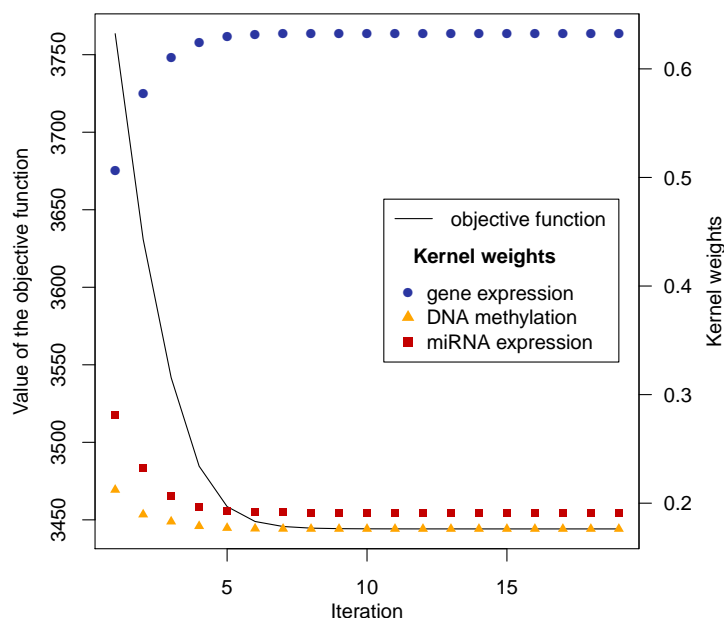 Value of the objective function
3750
3700
3650
3600
3550
3500
3450
objective function
Kernel weights
gene expression
DNA methylation
miRNA expression
0.6
0.5
0.4
0.3
0.2
Kernel weights
5
10
15
Iteration